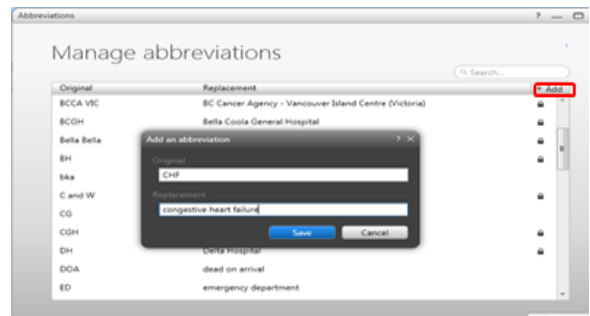 Abbreviations
Manage abbreviations
Search...
Original Replacement + Add
BCCA VIC BC Cancer Agency - Vancouver Island Centre (Victoria)
BCGH Bella Coola General Hospital
Bella Bella
BH
bka
C and W
CG
CGH
DH Delta Hospital
DOA dead on arrival
ED emergency department
Add an abbreviation
Original
CHF
Replacement
congestive heart failure
Save Cancel